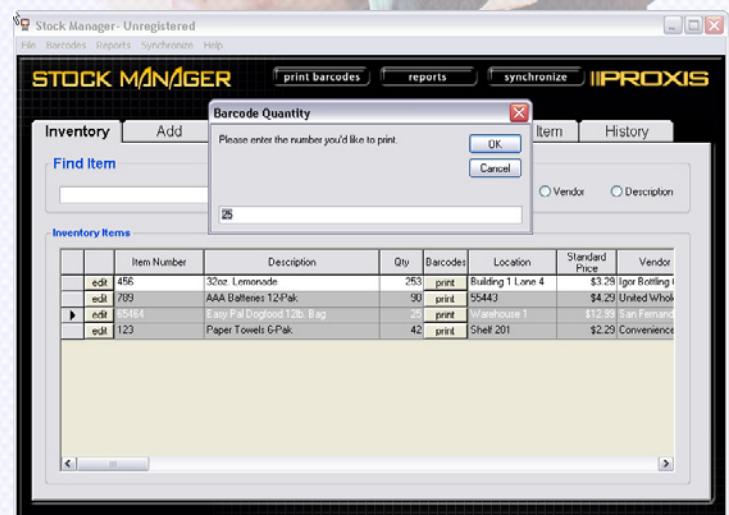 Stock Manager- Unregistered
File Barcodes Reports Synchronize Help
STOCK MANAGER print barcodes reports synchronize PROXIS
Barcode Quantity
Please enter the number you'd like to print.
OK
Cancel
25
Inventory Add Item History
Find Item
Vendor Description
Inventory Items
Item Number Description Qty Barcodes Location Standard Price Vendor
edit 456 32oz. Lemonade 253 print Building 1 Lane 4 $3.29 Igor Bottling
edit 789 AAA Batteries 12-Pak 90 print 55443 $4.29 United Whol
edit 65464 Easy Pal Dogfood 12lb. Bag 25 print Warehouse 1 $12.99 San Fernand
edit 123 Paper Towels 6-Pak 42 print Shelf 201 $2.29 Convenience